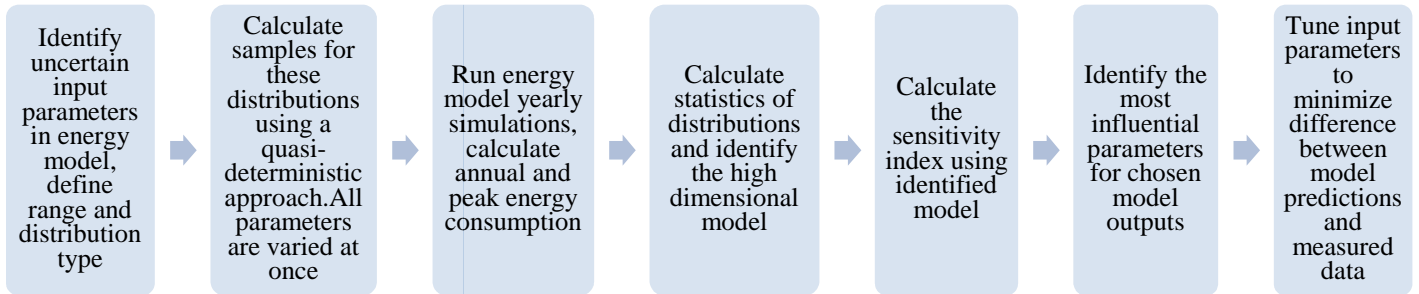 Identify
uncertain
input
parameters
in energy
model,
define
range and
distribution
type
Calculate
samples for
these
distributions
using a
quasi-
deterministic
approach.All
parameters
are varied at
once
Run energy
model yearly
simulations,
calculate
annual and
peak energy
consumption
Calculate
statistics of
distributions
and identify
the high
dimensional
model
Calculate
the
sensitivity
index using
identified
model
Identify the
most
influential
parameters
for chosen
model
outputs
Tune input
parameters
to
minimize
difference
between
model
predictions
and
measured
data